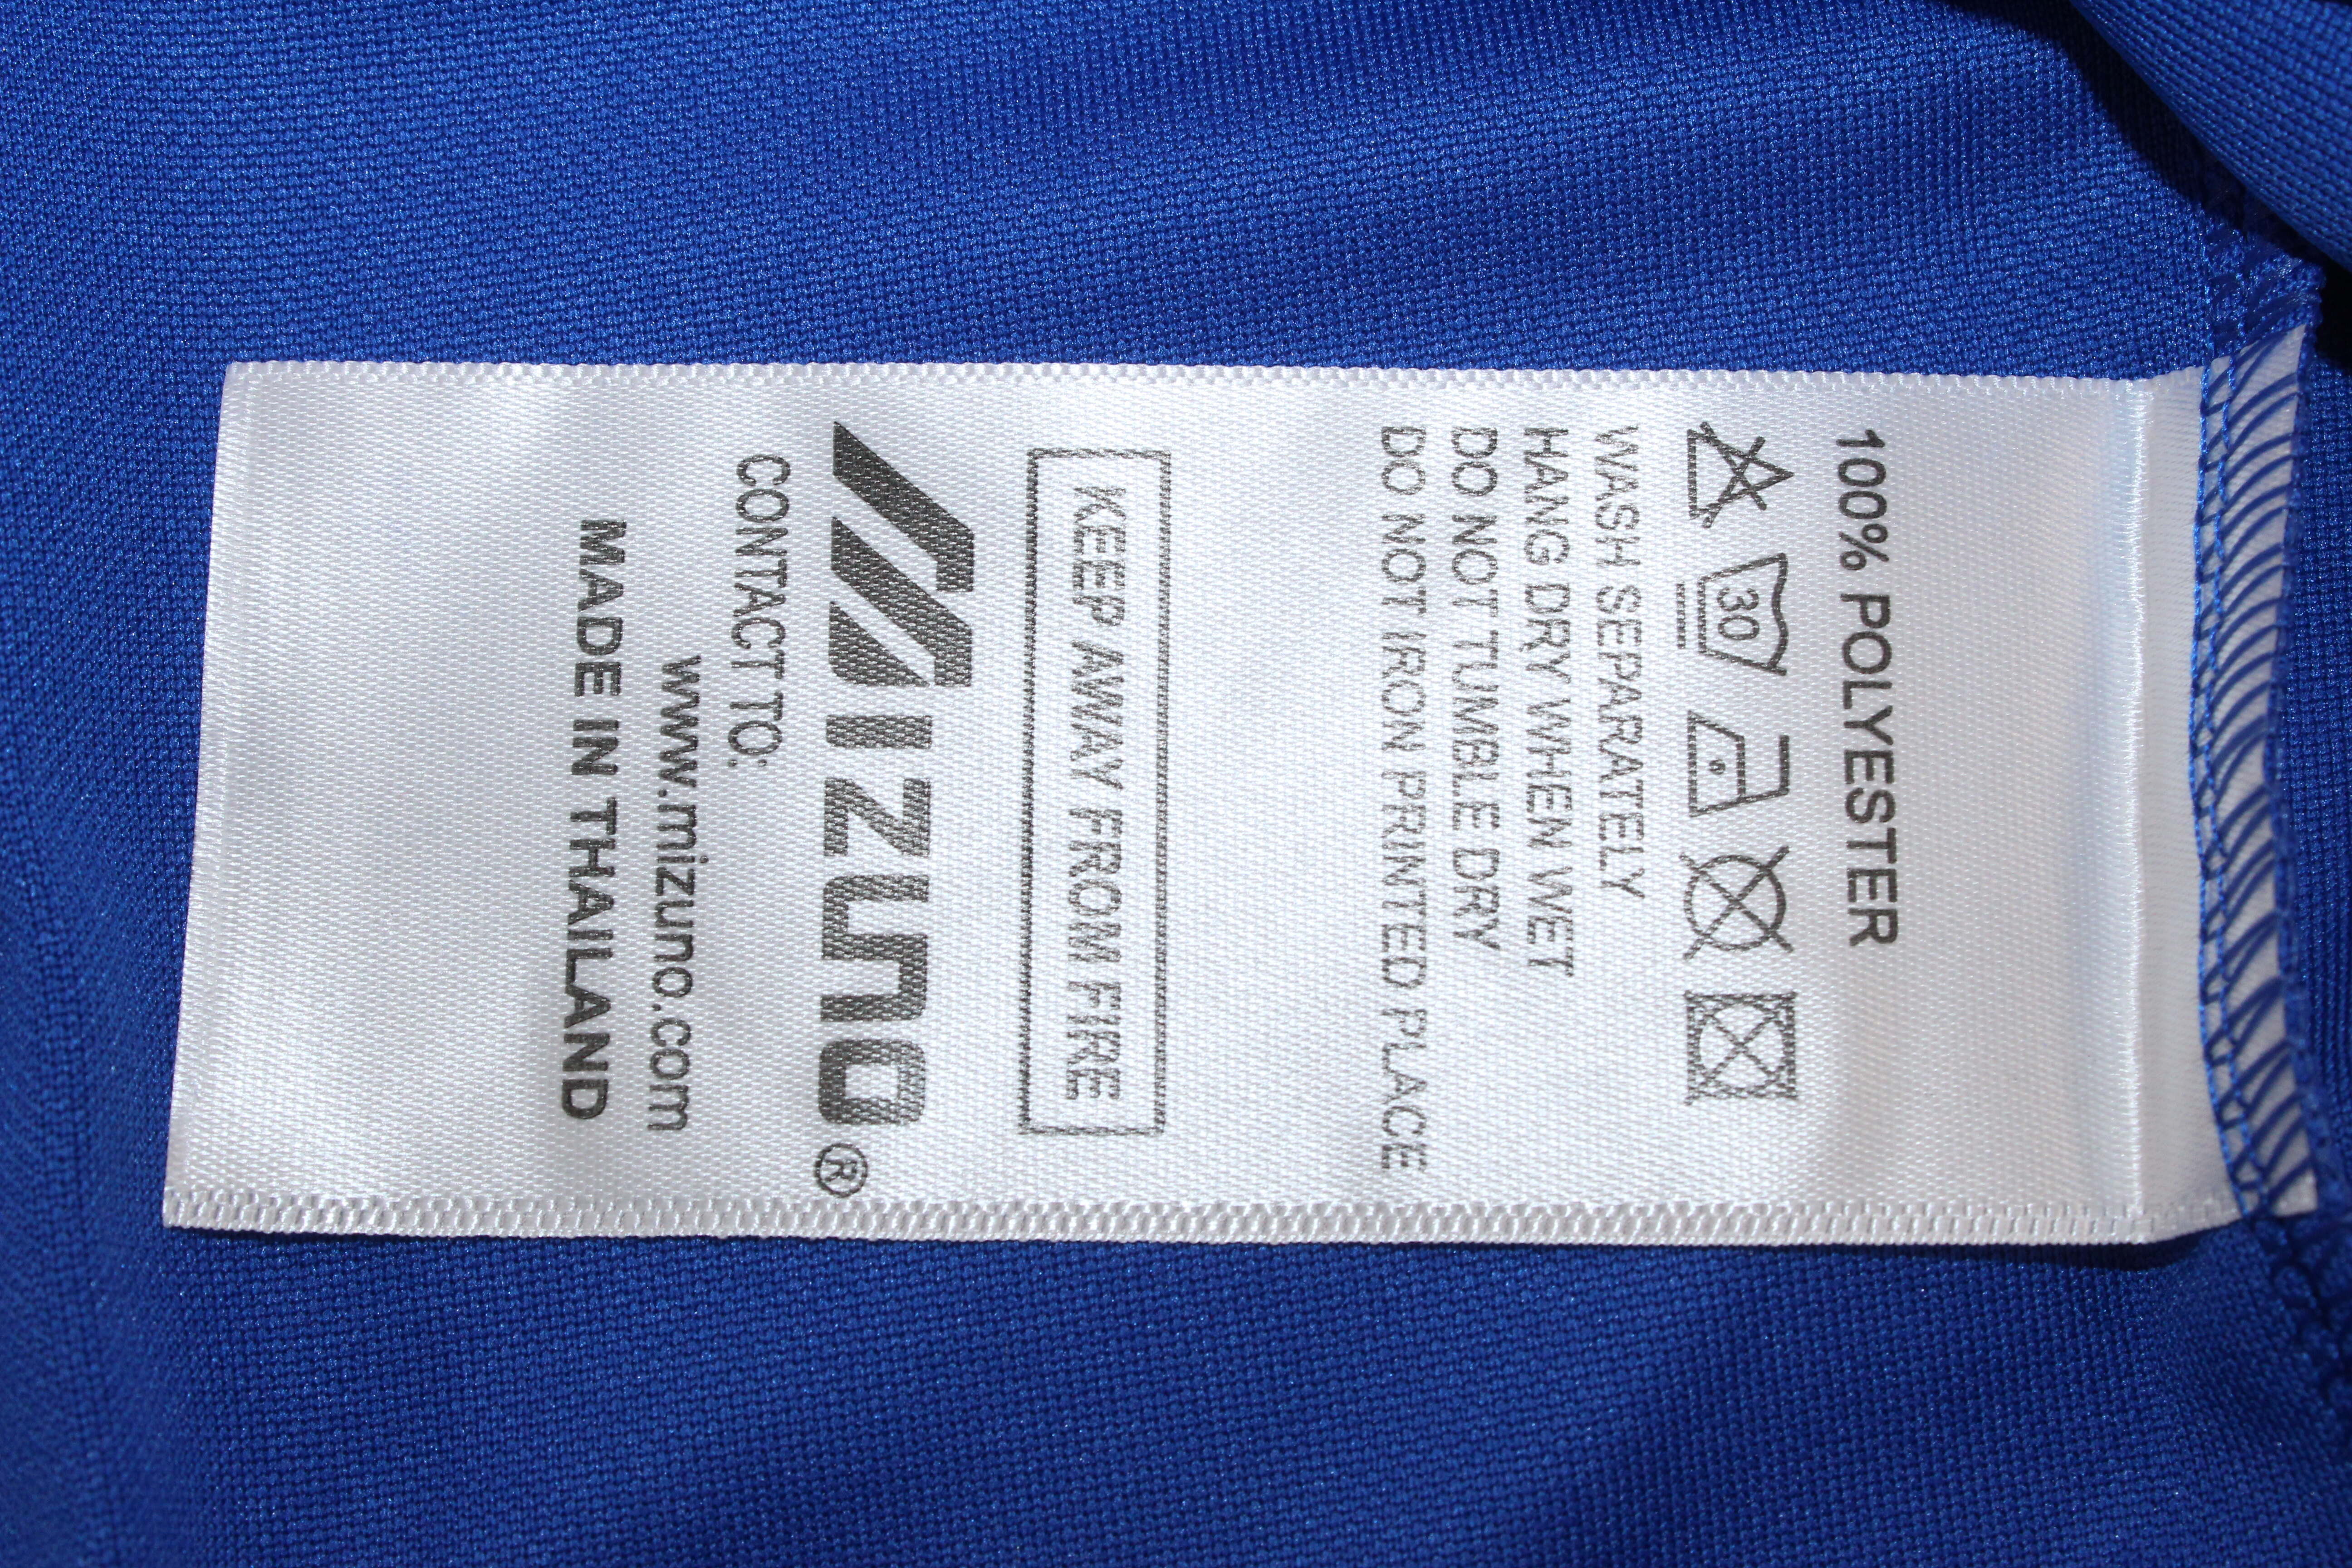 100% POLYESTER
30
WASH SEPARATELY
HANG DRY WHEN WET
DO NOT TUMBLE DRY
DO NOT IRON PRINTED PLACE
KEEP AWAY FROM FIRE
MIZUNO®
CONTACT TO:
www.mizuno.com
MADE IN THAILAND